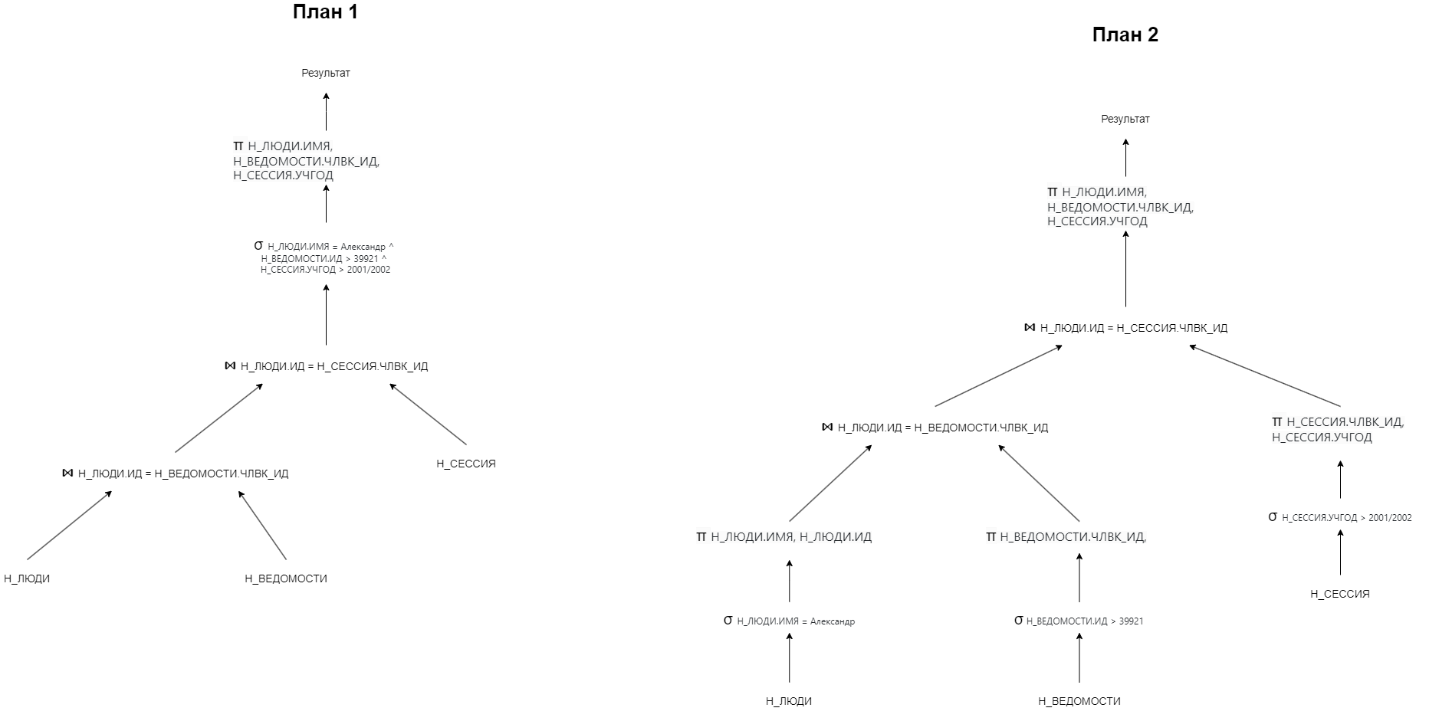 План 1
Результат
π Н_ЛЮДИ.ИМЯ,
Н_ВЕДОМОСТИ.ЧЛВК_ИД,
Н_СЕССИЯ.УЧГОД
σ Н_ЛЮДИ.ИМЯ = Александр ^
Н_ВЕДОМОСТИ.ИД > 39921 ^
Н_СЕССИЯ.УЧГОД > 2001/2002
⋈ Н_ЛЮДИ.ИД = Н_СЕССИЯ.ЧЛВК_ИД
Н_СЕССИЯ
⋈ Н_ЛЮДИ.ИД = Н_ВЕДОМОСТИ.ЧЛВК_ИД
Н_ЛЮДИ
Н_ВЕДОМОСТИ
План 2
Результат
π Н_ЛЮДИ.ИМЯ,
Н_ВЕДОМОСТИ.ЧЛВК_ИД,
Н_СЕССИЯ.УЧГОД
⋈ Н_ЛЮДИ.ИД = Н_СЕССИЯ.ЧЛВК_ИД
⋈ Н_ЛЮДИ.ИД = Н_ВЕДОМОСТИ.ЧЛВК_ИД
π Н_СЕССИЯ.ЧЛВК_ИД,
Н_СЕССИЯ.УЧГОД
σ Н_СЕССИЯ.УЧГОД > 2001/2002
Н_СЕССИЯ
π Н_ЛЮДИ.ИМЯ, Н_ЛЮДИ.ИД
π Н_ВЕДОМОСТИ.ЧЛВК_ИД,
σ Н_ЛЮДИ.ИМЯ = Александр
σ Н_ВЕДОМОСТИ.ИД > 39921
Н_ЛЮДИ
Н_ВЕДОМОСТИ